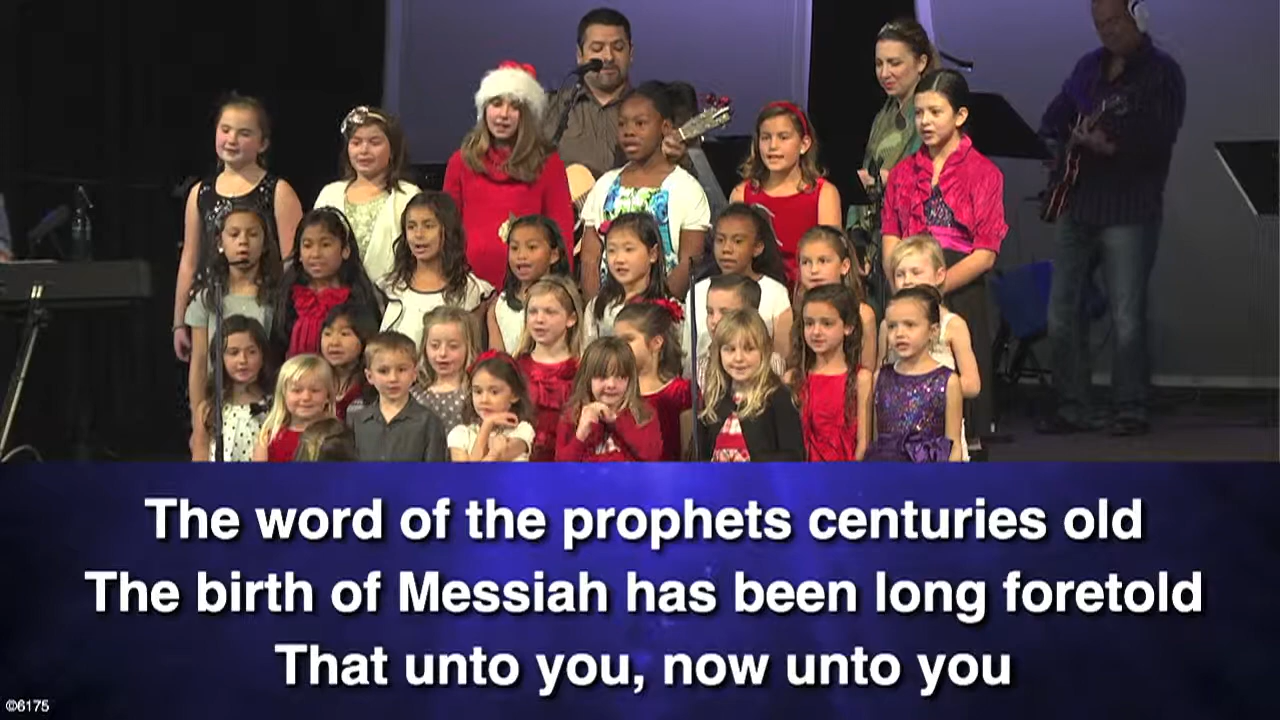 The word of the prophets centuries old
The birth of Messiah has been long foretold
That unto you, now unto you
©6175